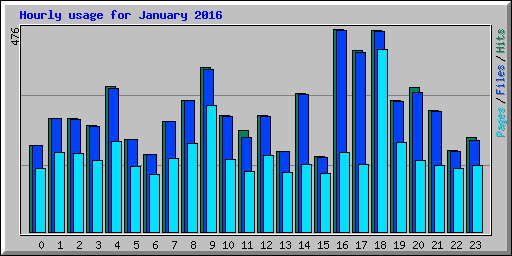 Hourly usage for January 2016
476
Pages / Files / Hits
0 1 2 3 4 5 6 7 8 9 10 11 12 13 14 15 16 17 18 19 20 21 22 23